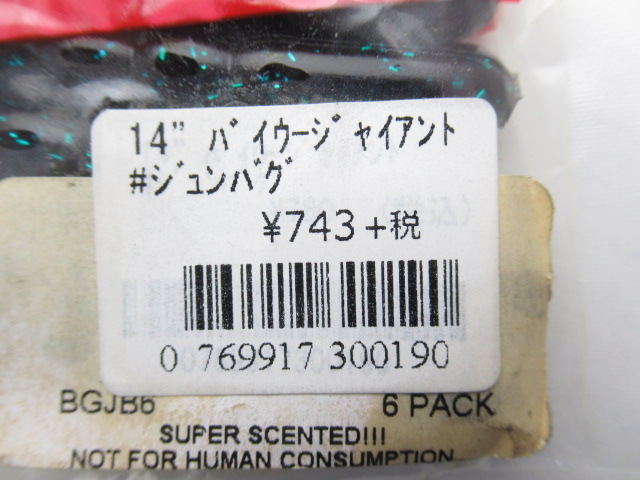 14" ﾊﾞｲｳｰｼﾞｬｲｱﾝﾄ
#ｼﾞｭﾝﾊﾞｸﾞ
¥743+税
0 769917 300190
BGJB6 6 PACK
SUPER SCENTED!!!
NOT FOR HUMAN CONSUMPTION